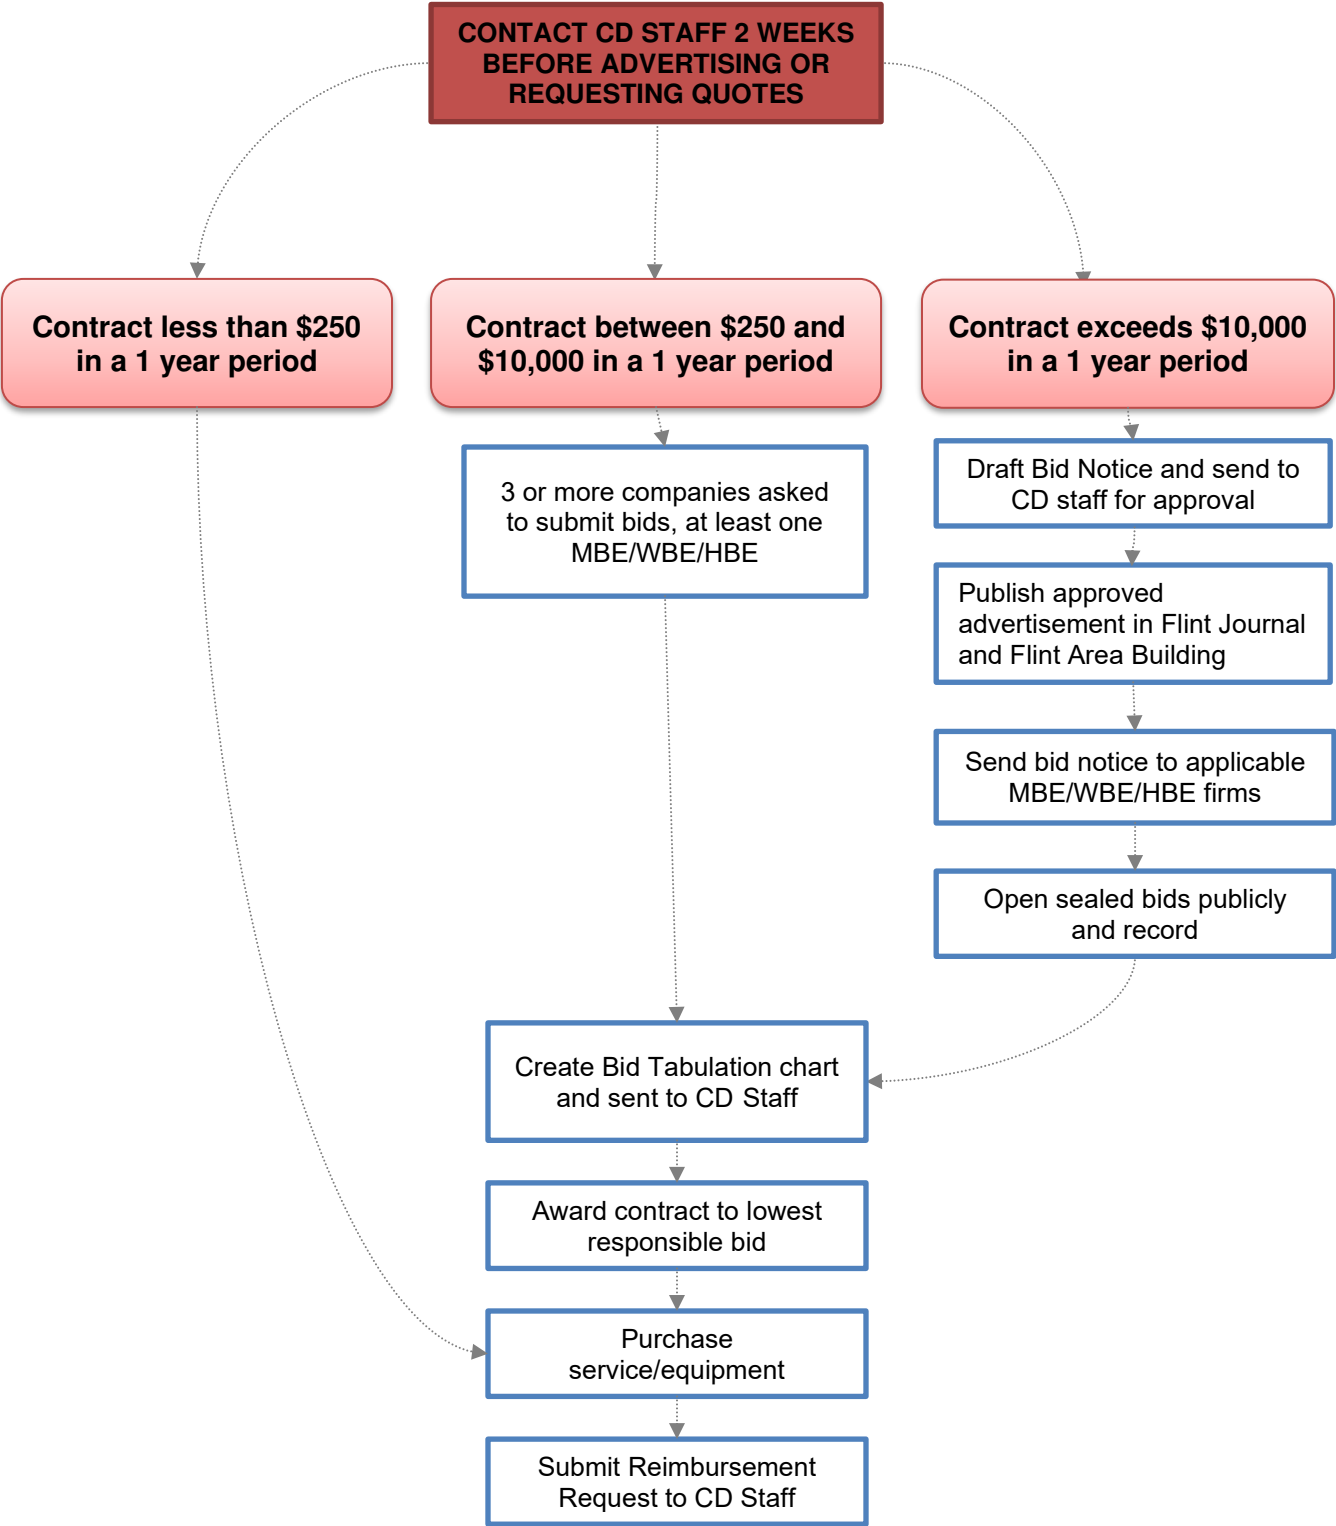 CONTACT CD STAFF 2 WEEKS
BEFORE ADVERTISING OR
REQUESTING QUOTES
Contract less than $250
in a 1 year period
Contract between $250 and
$10,000 in a 1 year period
Contract exceeds $10,000
in a 1 year period
3 or more companies asked
to submit bids, at least one
MBE/WBE/HBE
Draft Bid Notice and send to
CD staff for approval
Publish approved
advertisement in Flint Journal
and Flint Area Building
Send bid notice to applicable
MBE/WBE/HBE firms
Open sealed bids publicly
and record
Create Bid Tabulation chart
and sent to CD Staff
Award contract to lowest
responsible bid
Purchase
service/equipment
Submit Reimbursement
Request to CD Staff